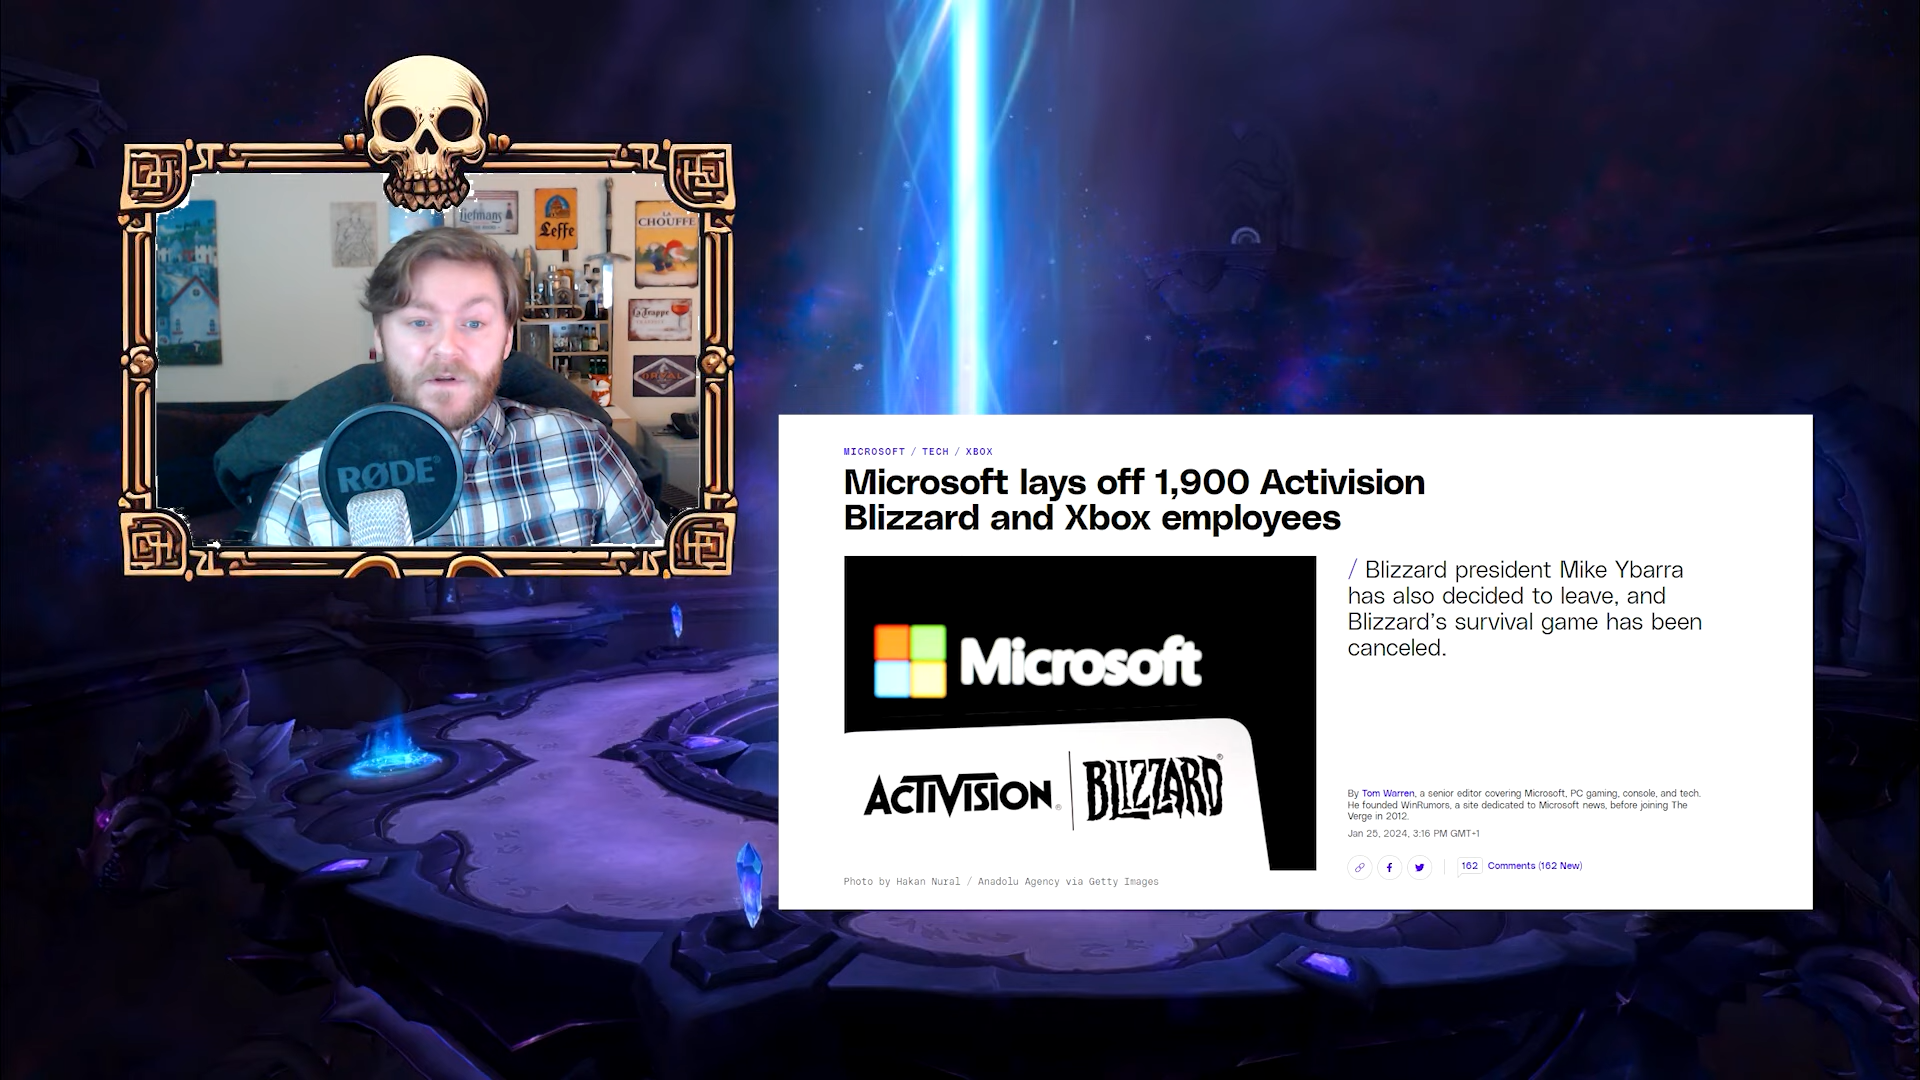 Liefmans
Leffe
LA
CHOUFFE
La Trappe
ORVAL
RØDE®
MICROSOFT / TECH / XBOX
Microsoft lays off 1,900 Activision
Blizzard and Xbox employees
Microsoft
ACTIVISION® BLIZZARD®
Photo by Hakan Nural / Anadolu Agency via Getty Images
/ Blizzard president Mike Ybarra
has also decided to leave, and
Blizzard’s survival game has been
canceled.
By Tom Warren, a senior editor covering Microsoft, PC gaming, console, and tech.
He founded WinRumors, a site dedicated to Microsoft news, before joining The
Verge in 2012.
Jan 25, 2024, 3:16 PM GMT+1
162 Comments (162 New)